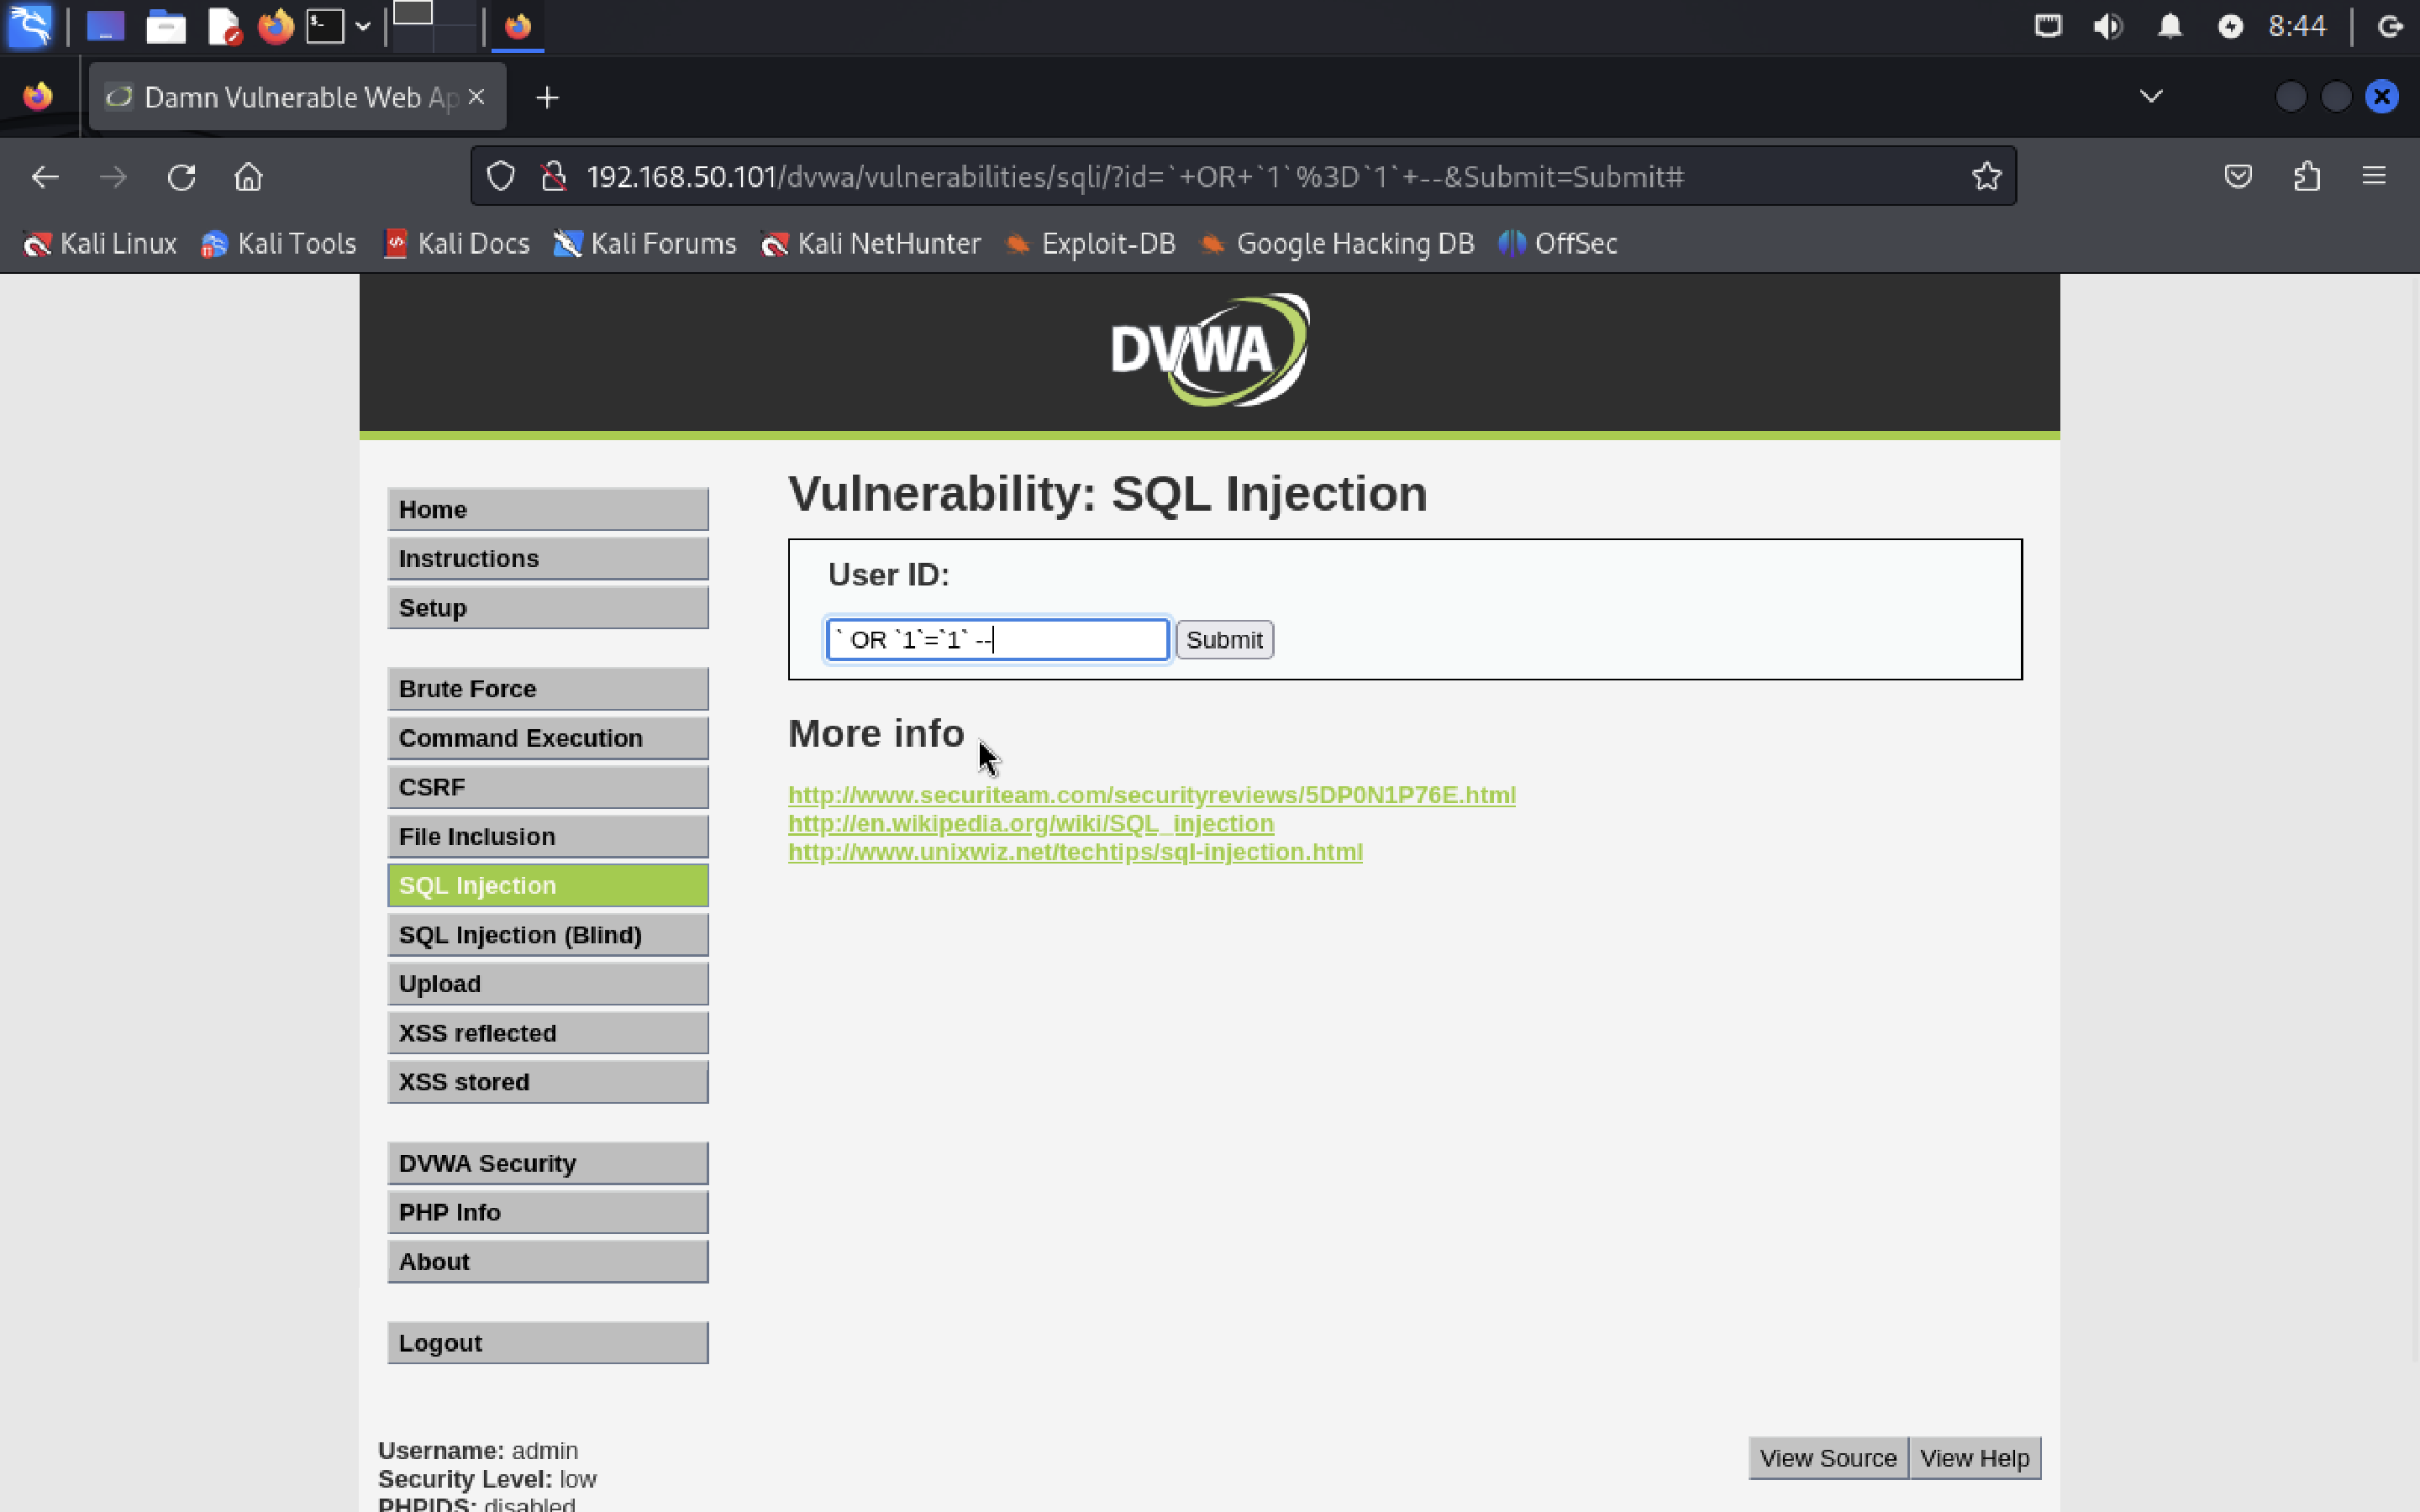 8:44
Damn Vulnerable Web Ap
192.168.50.101/dvwa/vulnerabilities/sqli/?id=`+OR+`1`%3D`1`+--&Submit=Submit#
Kali Linux Kali Tools Kali Docs Kali Forums Kali NetHunter Exploit-DB Google Hacking DB OffSec
DVWA
Home
Instructions
Setup
Brute Force
Command Execution
CSRF
File Inclusion
SQL Injection
SQL Injection (Blind)
Upload
XSS reflected
XSS stored
DVWA Security
PHP Info
About
Logout
Vulnerability: SQL Injection
User ID:
` OR `1`=`1` -- Submit
More info
http://www.securiteam.com/securityreviews/5DP0N1P76E.html
http://en.wikipedia.org/wiki/SQL_injection
http://www.unixwiz.net/techtips/sql-injection.html
Username: admin
Security Level: low
PHPIDS: disabled
View Source View Help